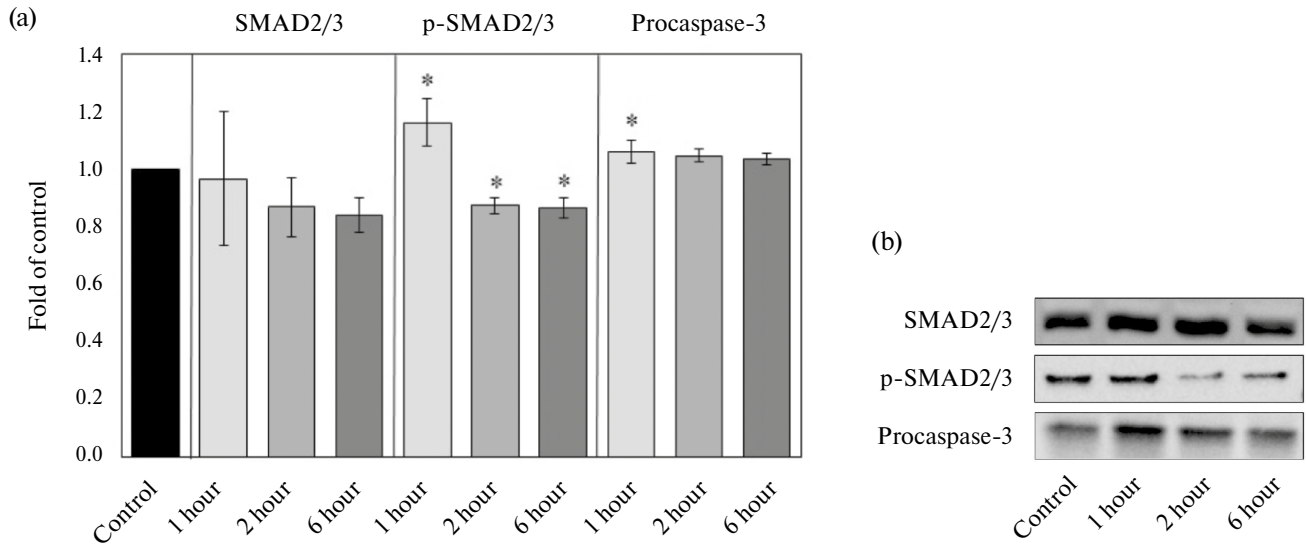 (a)
SMAD2/3 p-SMAD2/3 Procaspase-3
1.4
1.2
1.0
0.8
0.6
0.4
0.2
0.0
Fold of control
* * * *
Control 1 hour 2 hour 6 hour 1 hour 2 hour 6 hour 1 hour 2 hour 6 hour
(b)
SMAD2/3
p-SMAD2/3
Procaspase-3
Control 1 hour 2 hour 6 hour